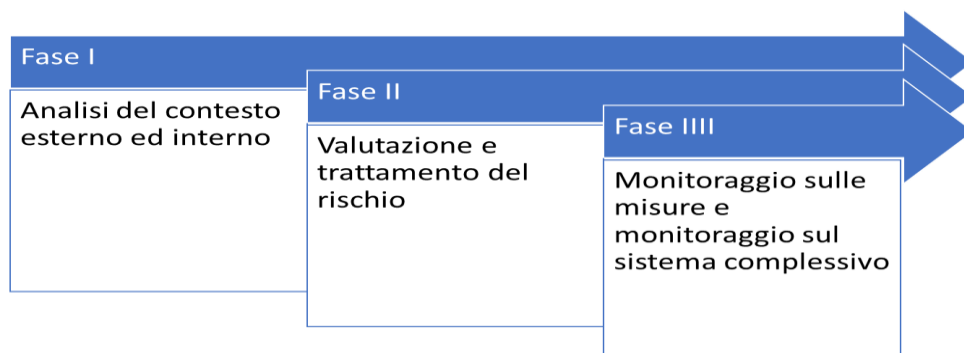 Fase I
Analisi del contesto
esterno ed interno
Fase II
Valutazione e
trattamento del
rischio
Fase IIII
Monitoraggio sulle
misure e
monitoraggio sul
sistema complessivo